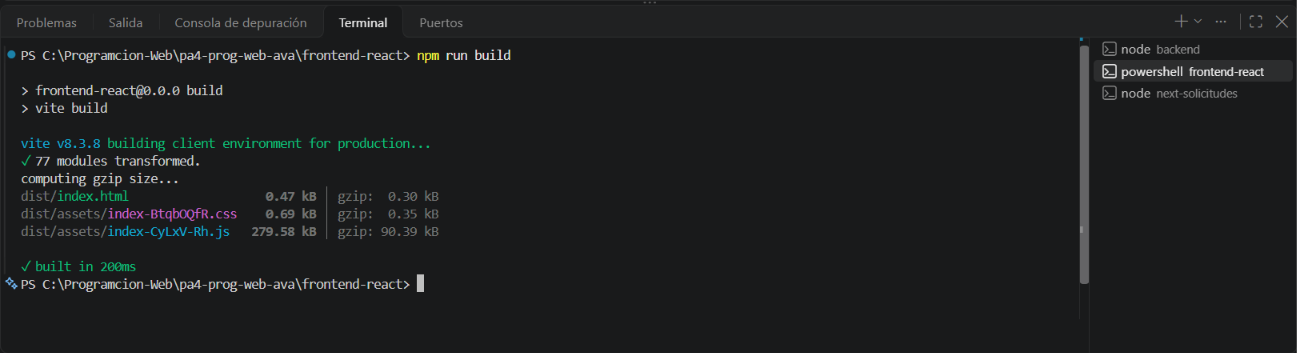 Problemas Salida Consola de depuración Terminal Puertos
PS C:\Programcion-Web\pa4-prog-web-ava\frontend-react> npm run build
> frontend-react@0.0.0 build
> vite build
vite v8.3.8 building client environment for production...
✓ 77 modules transformed.
computing gzip size...
dist/index.html 0.47 kB │ gzip: 0.30 kB
dist/assets/index-BtqbOQfR.css 0.69 kB │ gzip: 0.35 kB
dist/assets/index-CyLxV-Rh.js 279.58 kB │ gzip: 90.39 kB
✓ built in 200ms
PS C:\Programcion-Web\pa4-prog-web-ava\frontend-react>
node backend
powershell frontend-react
node next-solicitudes